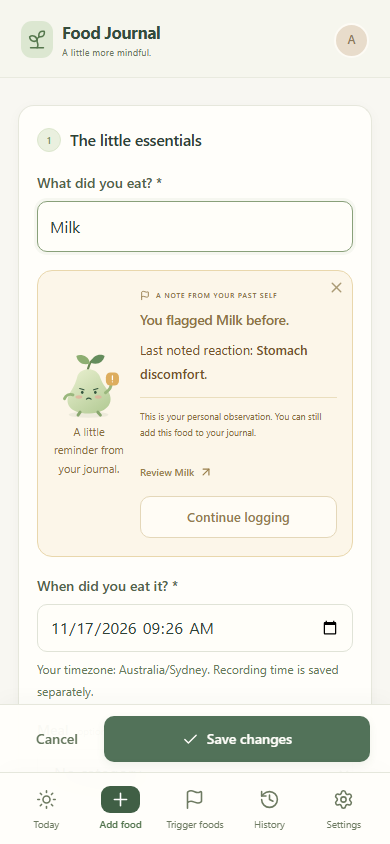 Food Journal
A little more mindful.
A
1
The little essentials
What did you eat? *
Milk
A NOTE FROM YOUR PAST SELF
You flagged Milk before.
Last noted reaction: Stomach
discomfort.
!
A little
reminder from
your journal.
This is your personal observation. You can still
add this food to your journal.
Review Milk
Continue logging
When did you eat it? *
11/17/2026 09:26 AM
Your timezone: Australia/Sydney. Recording time is saved
separately.
Cancel
Save changes
Today
Add food
Trigger foods
History
Settings